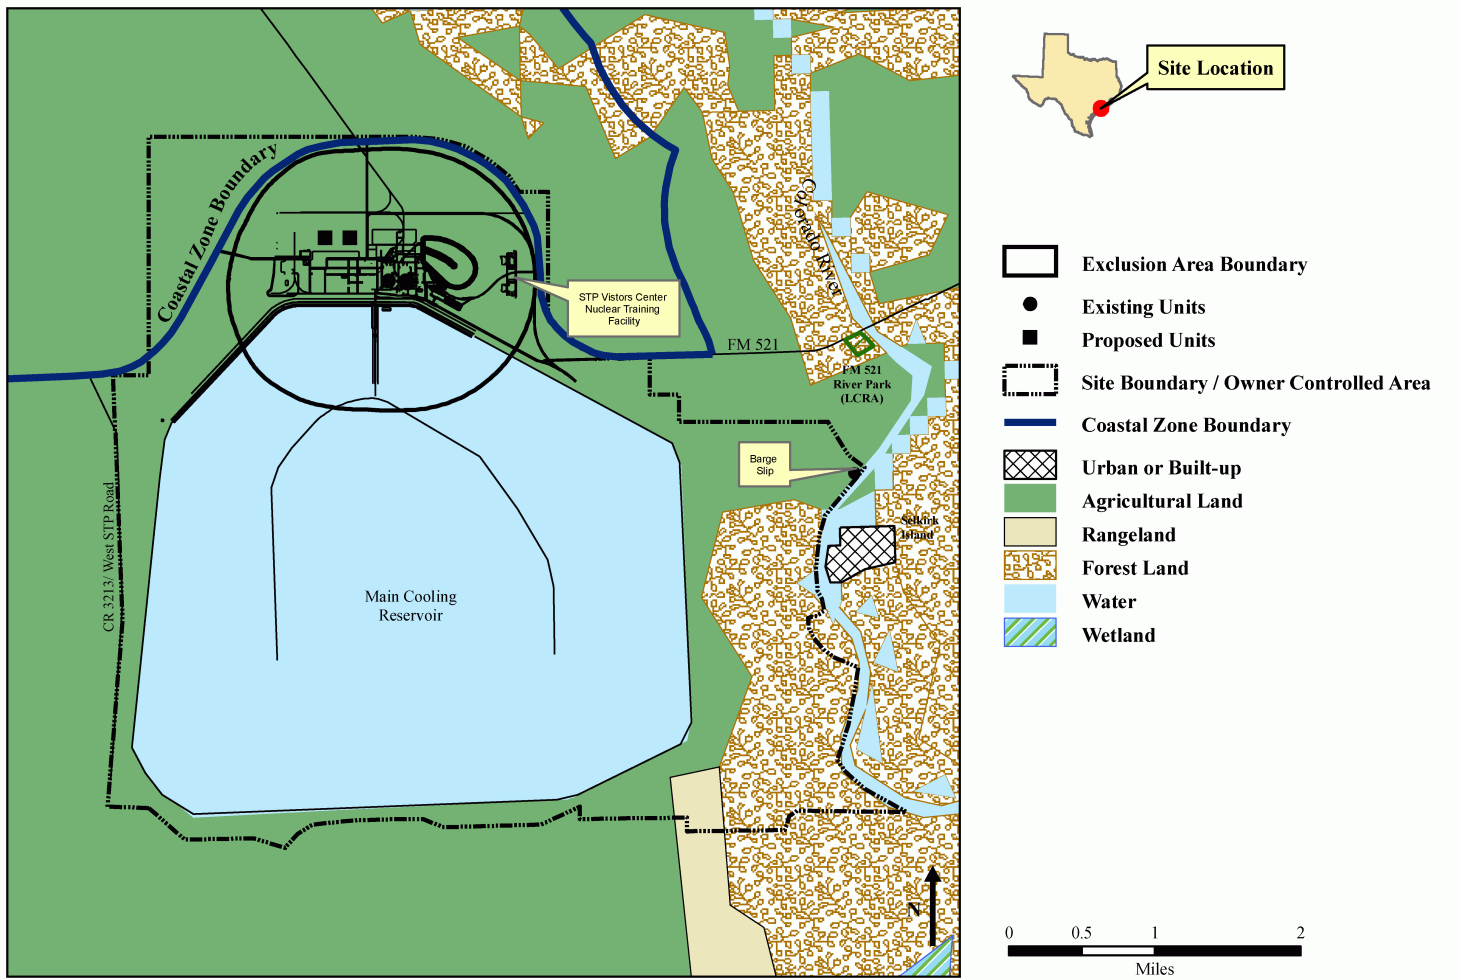 Coastal Zone Boundary
Colorado River
STP Vistors Center
Nuclear Training
Facility
FM 521
FM 521
River Park
(LCRA)
Barge
Slip
Selkirk
Island
CR 3213/ West STP Road
Main Cooling
Reservoir
N
Site Location
Exclusion Area Boundary
Existing Units
Proposed Units
Site Boundary / Owner Controlled Area
Coastal Zone Boundary
Urban or Built-up
Agricultural Land
Rangeland
Forest Land
Water
Wetland
0 0.5 1 2
Miles